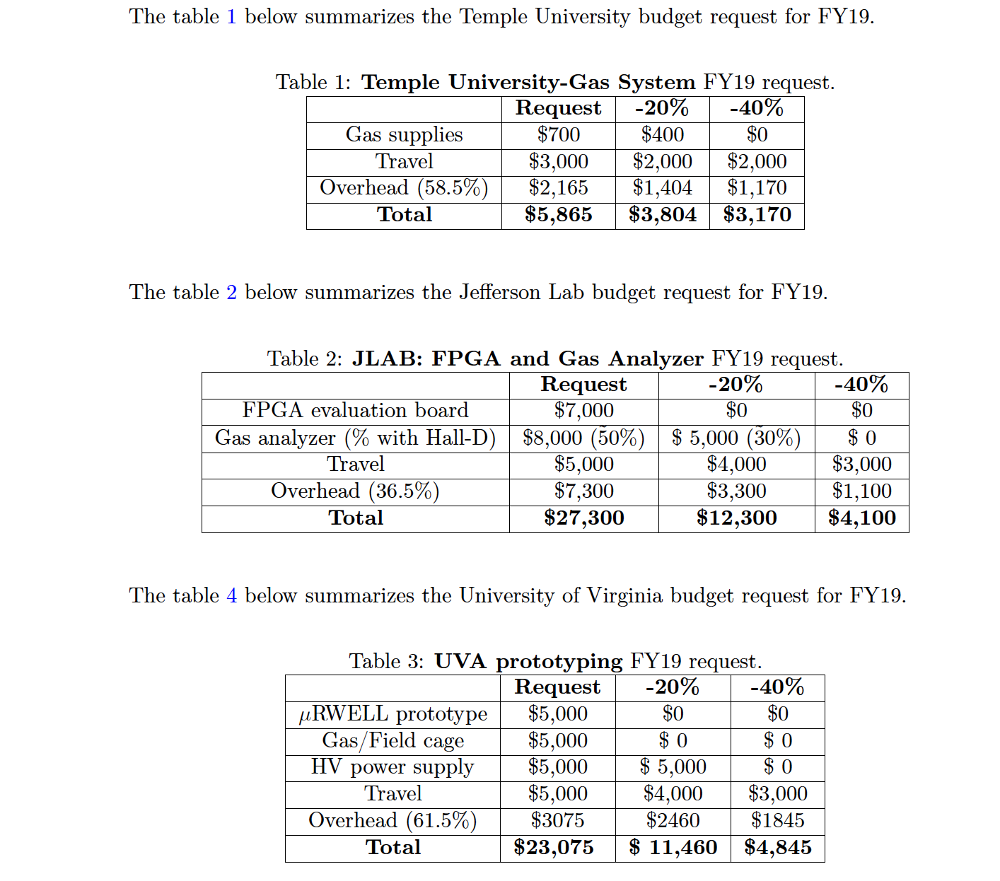 The table 1 below summarizes the Temple University budget request for FY19.
Table 1: Temple University-Gas System FY19 request.
Request -20% -40%
Gas supplies $700 $400 $0
Travel $3,000 $2,000 $2,000
Overhead (58.5%) $2,165 $1,404 $1,170
Total $5,865 $3,804 $3,170
The table 2 below summarizes the Jefferson Lab budget request for FY19.
Table 2: JLAB: FPGA and Gas Analyzer FY19 request.
Request -20% -40%
FPGA evaluation board $7,000 $0 $0
Gas analyzer (% with Hall-D) $8,000 (5̃0%) $ 5,000 (3̃0%) $ 0
Travel $5,000 $4,000 $3,000
Overhead (36.5%) $7,300 $3,300 $1,100
Total $27,300 $12,300 $4,100
The table 4 below summarizes the University of Virginia budget request for FY19.
Table 3: UVA prototyping FY19 request.
Request -20% -40%
μRWELL prototype $5,000 $0 $0
Gas/Field cage $5,000 $ 0 $ 0
HV power supply $5,000 $ 5,000 $ 0
Travel $5,000 $4,000 $3,000
Overhead (61.5%) $3075 $2460 $1845
Total $23,075 $ 11,460 $4,845